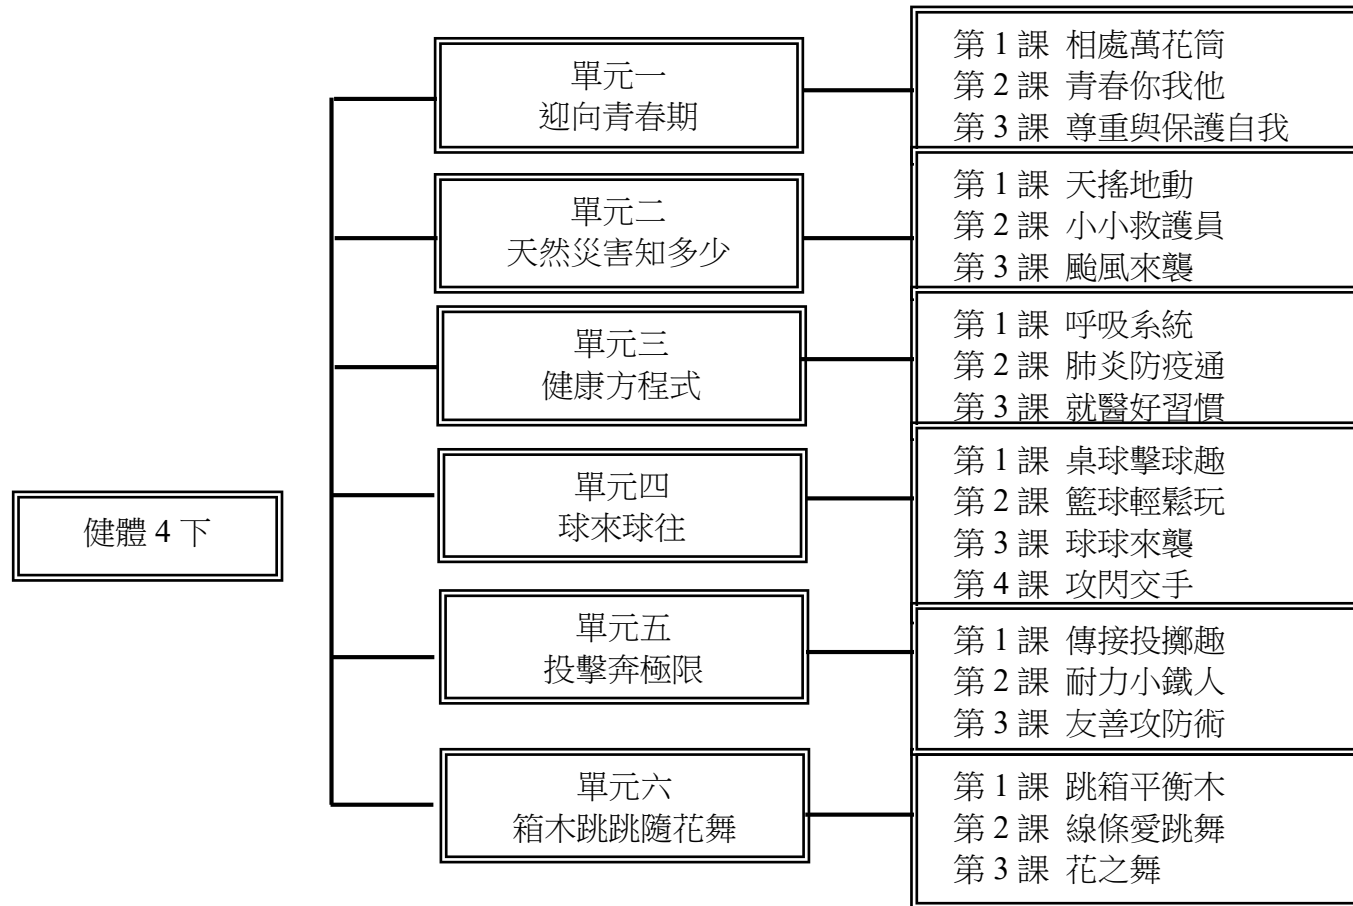 健體 4 下
單元一
迎向青春期
第 1 課 相處萬花筒
第 2 課 青春你我他
第 3 課 尊重與保護自我
單元二
天然災害知多少
第 1 課 天搖地動
第 2 課 小小救護員
第 3 課 颱風來襲
單元三
健康方程式
第 1 課 呼吸系統
第 2 課 肺炎防疫通
第 3 課 就醫好習慣
單元四
球來球往
第 1 課 桌球擊球趣
第 2 課 籃球輕鬆玩
第 3 課 球球來襲
第 4 課 攻閃交手
單元五
投擊奔極限
第 1 課 傳接投擲趣
第 2 課 耐力小鐵人
第 3 課 友善攻防術
單元六
箱木跳跳隨花舞
第 1 課 跳箱平衡木
第 2 課 線條愛跳舞
第 3 課 花之舞